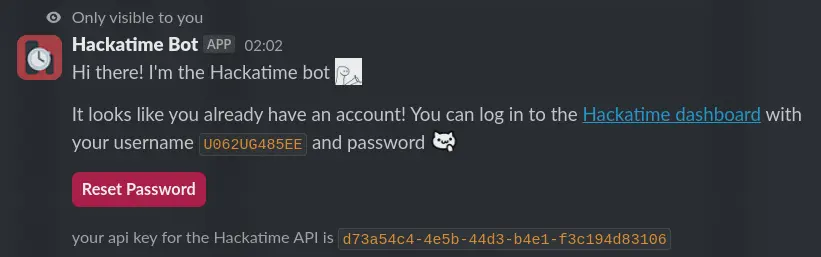 Only visible to you
Hackatime Bot APP 02:02
Hi there! I'm the Hackatime bot
It looks like you already have an account! You can log in to the Hackatime dashboard with
your username U062UG485EE and password
Reset Password
your api key for the Hackatime API is d73a54c4-4e5b-44d3-b4e1-f3c194d83106